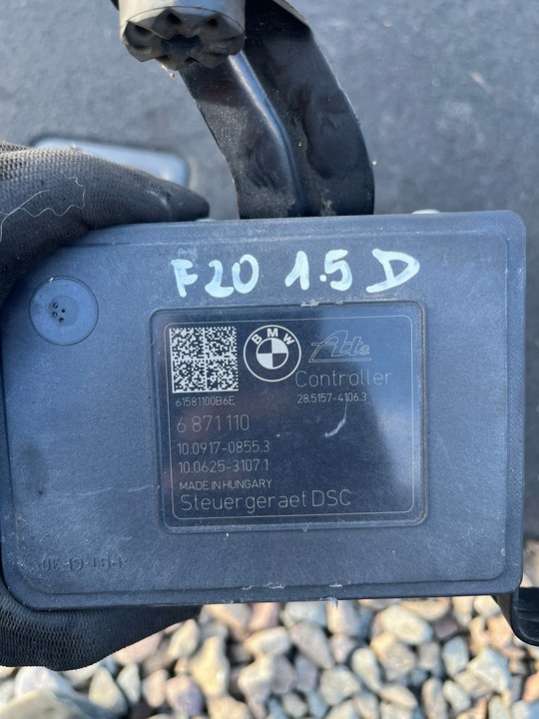 F20 1.5 D
BMW
Ate
Controller
61581100B6E
28.5157-4106.3
6 871 110
10.0917-0855.3
10.0625-3107.1
MADE IN HUNGARY
Steuergeraet DSC